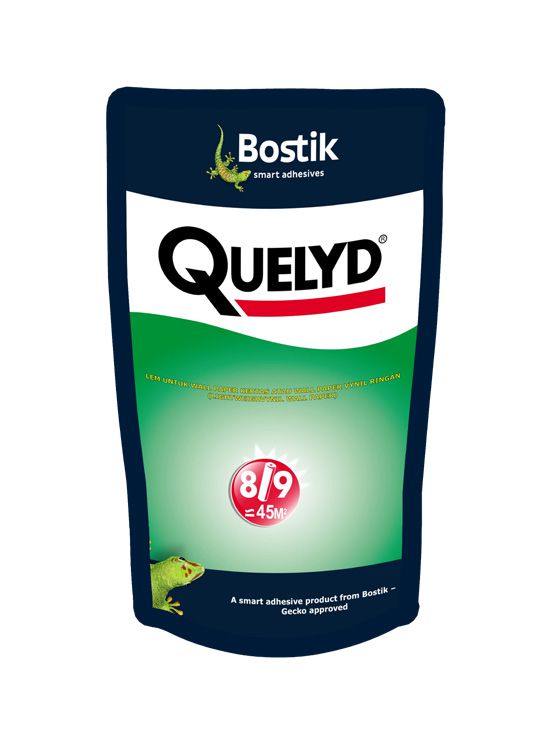 Bostik
smart adhesives
QUELYD®
LEM UNTUK WALL PAPER KERTAS ATAU WALL PAPER VYNIL RINGAN
(LIGHTWEIGHVYNIL WALL PAPER)
8/9
≃ 45M²
A smart adhesive product from Bostik –
Gecko approved